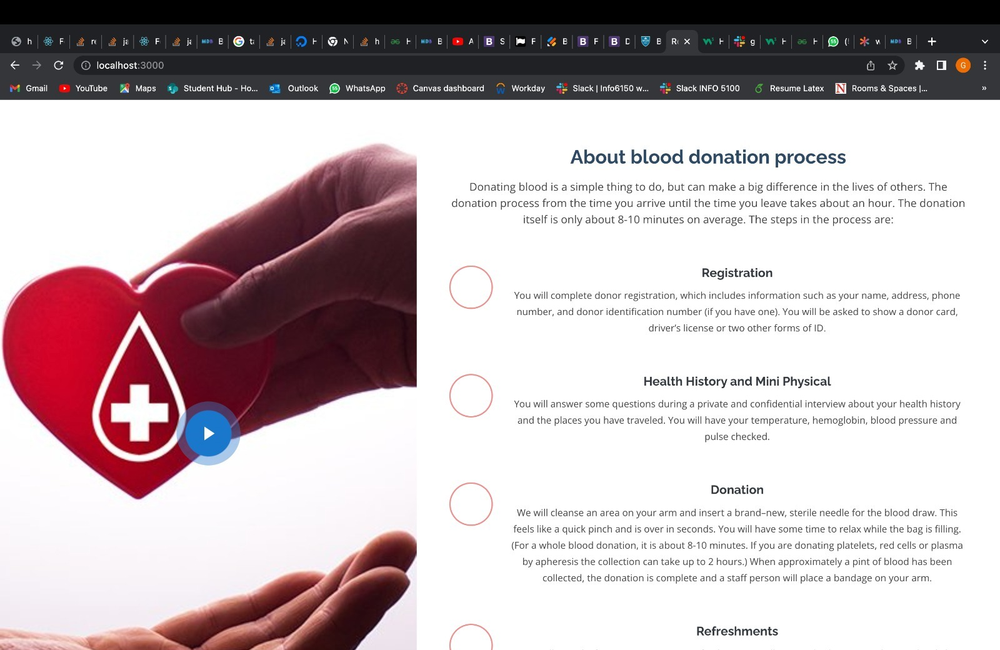 h F re ja F ja B ta ja H N h H B A S F B F D B Re H g H H (! w B
localhost:3000
Gmail YouTube Maps Student Hub - Ho... Outlook WhatsApp Canvas dashboard Workday Slack | Info6150 w... Slack INFO 5100 Resume Latex Rooms & Spaces |... »
About blood donation process
Donating blood is a simple thing to do, but can make a big difference in the lives of others. The
donation process from the time you arrive until the time you leave takes about an hour. The donation
itself is only about 8-10 minutes on average. The steps in the process are:
Registration
You will complete donor registration, which includes information such as your name, address, phone
number, and donor identification number (if you have one). You will be asked to show a donor card,
driver's license or two other forms of ID.
Health History and Mini Physical
You will answer some questions during a private and confidential interview about your health history
and the places you have traveled. You will have your temperature, hemoglobin, blood pressure and
pulse checked.
Donation
We will cleanse an area on your arm and insert a brand–new, sterile needle for the blood draw. This
feels like a quick pinch and is over in seconds. You will have some time to relax while the bag is filling.
(For a whole blood donation, it is about 8-10 minutes. If you are donating platelets, red cells or plasma
by apheresis the collection can take up to 2 hours.) When approximately a pint of blood has been
collected, the donation is complete and a staff person will place a bandage on your arm.
Refreshments